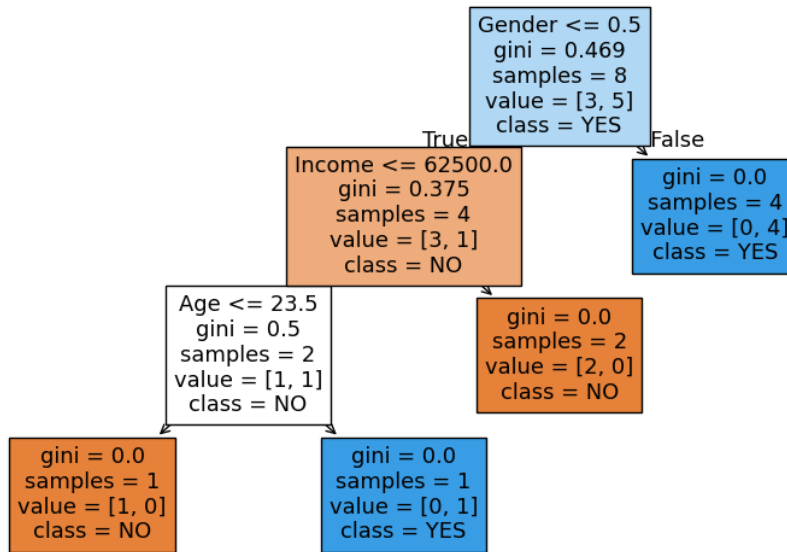 Gender <= 0.5
gini = 0.469
samples = 8
value = [3, 5]
class = YES
True
False
Income <= 62500.0
gini = 0.375
samples = 4
value = [3, 1]
class = NO
gini = 0.0
samples = 4
value = [0, 4]
class = YES
Age <= 23.5
gini = 0.5
samples = 2
value = [1, 1]
class = NO
gini = 0.0
samples = 2
value = [2, 0]
class = NO
gini = 0.0
samples = 1
value = [1, 0]
class = NO
gini = 0.0
samples = 1
value = [0, 1]
class = YES